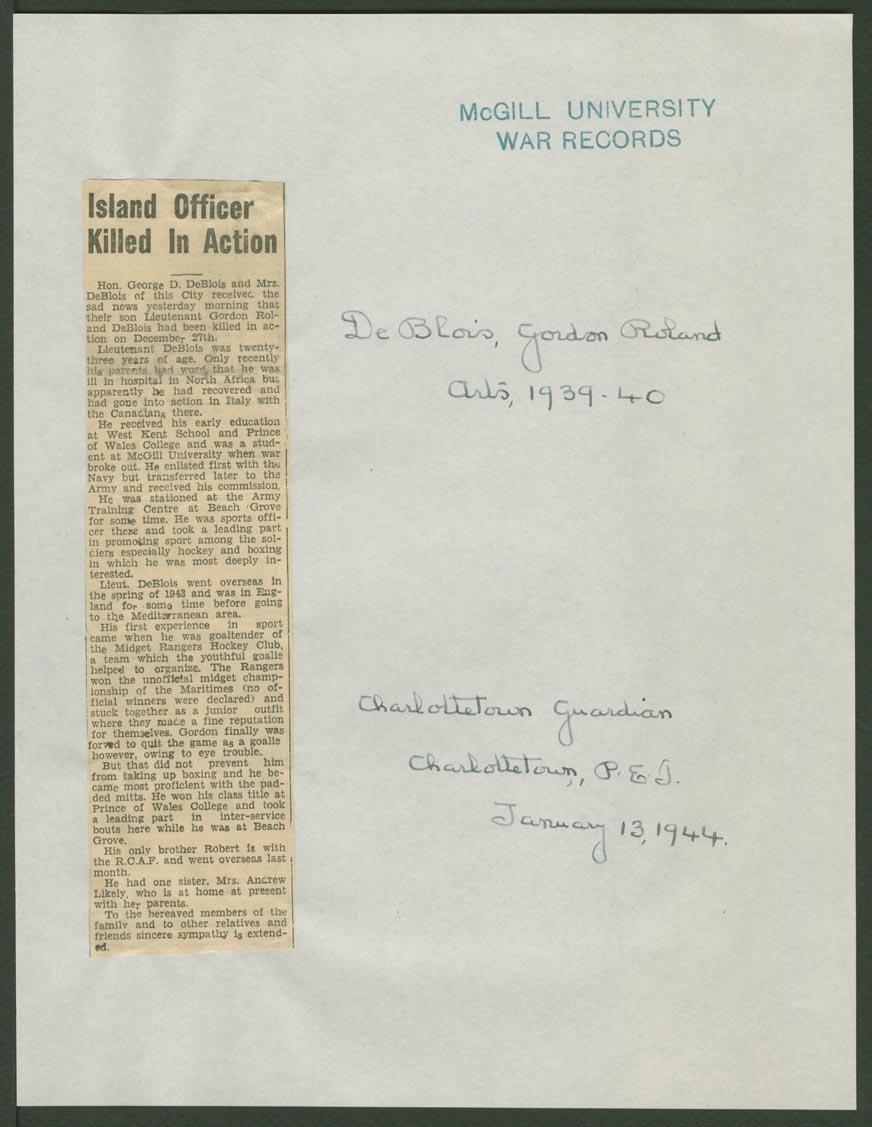 McGILL UNIVERSITY
WAR RECORDS
Island Officer
Killed In Action
Hon. George D. DeBlois and Mrs.
DeBlois of this City received the
sad news yesterday morning that
their son Lieutenant Gordon Rol-
and DeBlois had been killed in ac-
tion on December 27th.
Lieutenant DeBlois was twenty-
three years of age. Only recently
his parents had word that he was
ill in hospital in North Africa but
apparently he had recovered and
had gone into action in Italy with
the Canadians there.
He received his early education
at West Kent School and Prince
of Wales College and was a stud-
ent at McGill University when war
broke out. He enlisted first with the
Navy but transferred later to the
Army and received his commission.
He was stationed at the Army
Training Centre at Beach Grove
for some time. He was sports offi-
cer there and took a leading part
in promoting sport among the sol-
diers especially hockey and boxing
in which he was most deeply in-
terested.
Lieut. DeBlois went overseas in
the spring of 1943 and was in Eng-
land for some time before going
to the Mediterranean area.
His first experience in sport
came when he was goaltender of
the Midget Rangers Hockey Club,
a team which the youthful goalie
helped to organize. The Rangers
won the unofficial midget champ-
ionship of the Maritimes (no of-
ficial winners were declared) and
stuck together as a junior outfit
where they made a fine reputation
for themselves. Gordon finally was
forved to quit the game as a goalie
however, owing to eye trouble.
But that did not prevent him
from taking up boxing and he be-
came most proficient with the pad-
ded mitts. He won his class title at
Prince of Wales College and took
a leading part in inter-service
bouts here while he was at Beach
Grove.
His only brother Robert is with
the R.C.A.F. and went overseas last
month.
He had one sister, Mrs. Andrew
Likely, who is at home at present
with her parents.
To the bereaved members of the
family and to other relatives and
friends sincere sympathy is extend-
ed.
De Blois, Gordon Roland
Arts, 1939-40
Charlottetown Guardian
Charlottetown, P.E.I.
January 13, 1944.